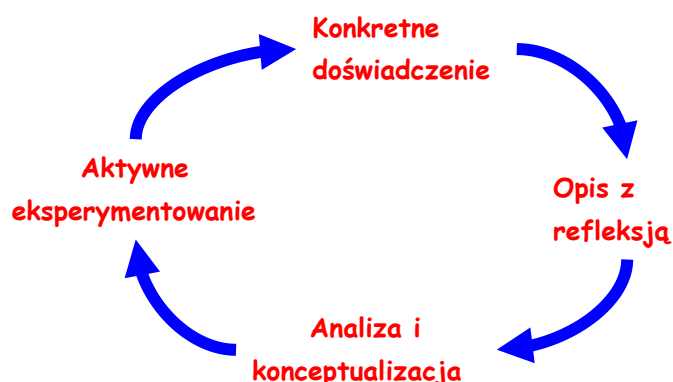 Konkretne
doświadczenie
Aktywne
eksperymentowanie
Opis z
refleksją
Analiza i
konceptualizacja